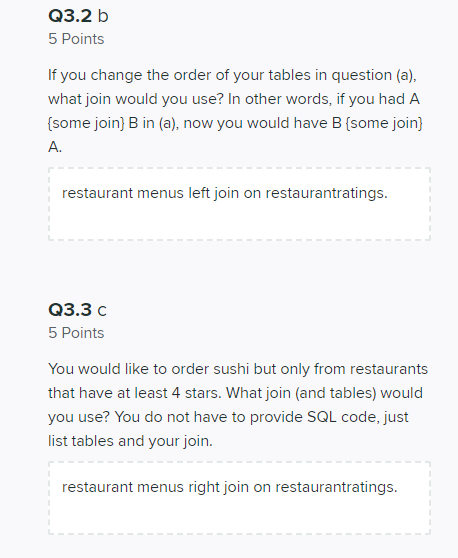 Q3.2 b
5 Points
If you change the order of your tables in question (a),
what join would you use? In other words, if you had A
{some join} B in (a), now you would have B {some join}
A.
restaurant menus left join on restaurantratings.
Q3.3 c
5 Points
You would like to order sushi but only from restaurants
that have at least 4 stars. What join (and tables) would
you use? You do not have to provide SQL code, just
list tables and your join.
restaurant menus right join on restaurantratings.